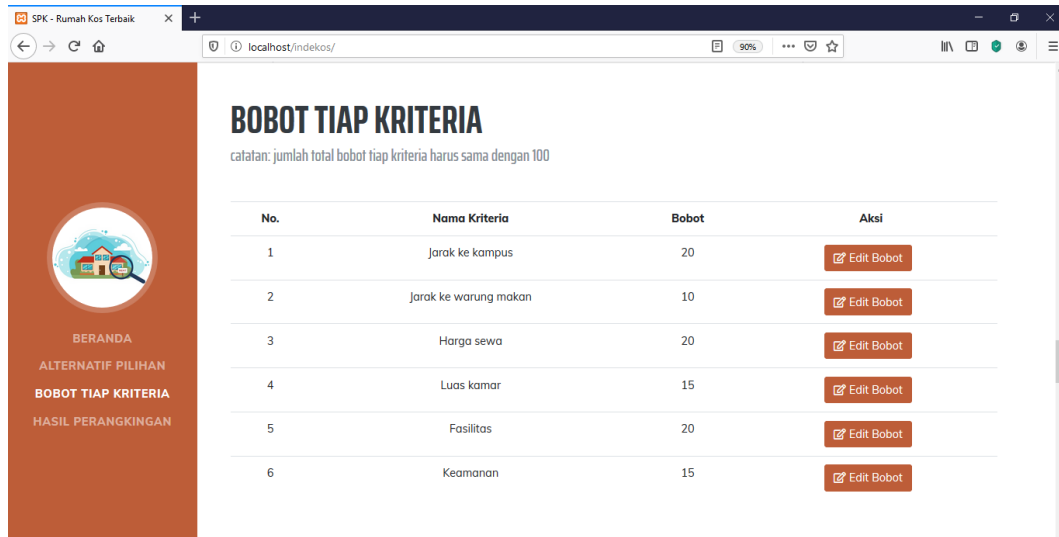 SPK - Rumah Kos Terbaik
localhost/indekos/
90%
BOBOT TIAP KRITERIA
catatan: jumlah total bobot tiap kriteria harus sama dengan 100
No. Nama Kriteria Bobot Aksi
1 Jarak ke kampus 20 Edit Bobot
2 Jarak ke warung makan 10 Edit Bobot
3 Harga sewa 20 Edit Bobot
4 Luas kamar 15 Edit Bobot
5 Fasilitas 20 Edit Bobot
6 Keamanan 15 Edit Bobot
BERANDA
ALTERNATIF PILIHAN
BOBOT TIAP KRITERIA
HASIL PERANGKINGAN